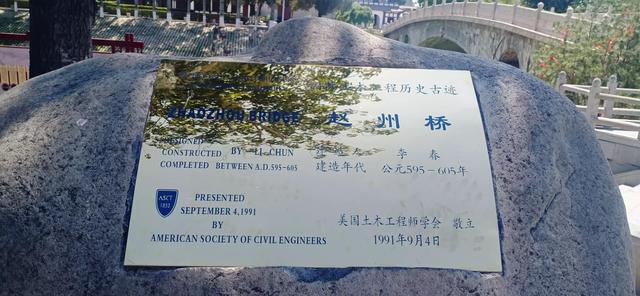 木工程历史古迹
ZHAOZHOU BRIDGE 赵州桥
DESIGNED
CONSTRUCTED BY LI CHUN 李春
COMPLETED BETWEEN A.D.595-605 建造年代 公元595-605年
ASCE
1852
PRESENTED
SEPTEMBER 4,1991
BY
AMERICAN SOCIETY OF CIVIL ENGINEERS
美国土木工程师学会 敬立
1991年9月4日